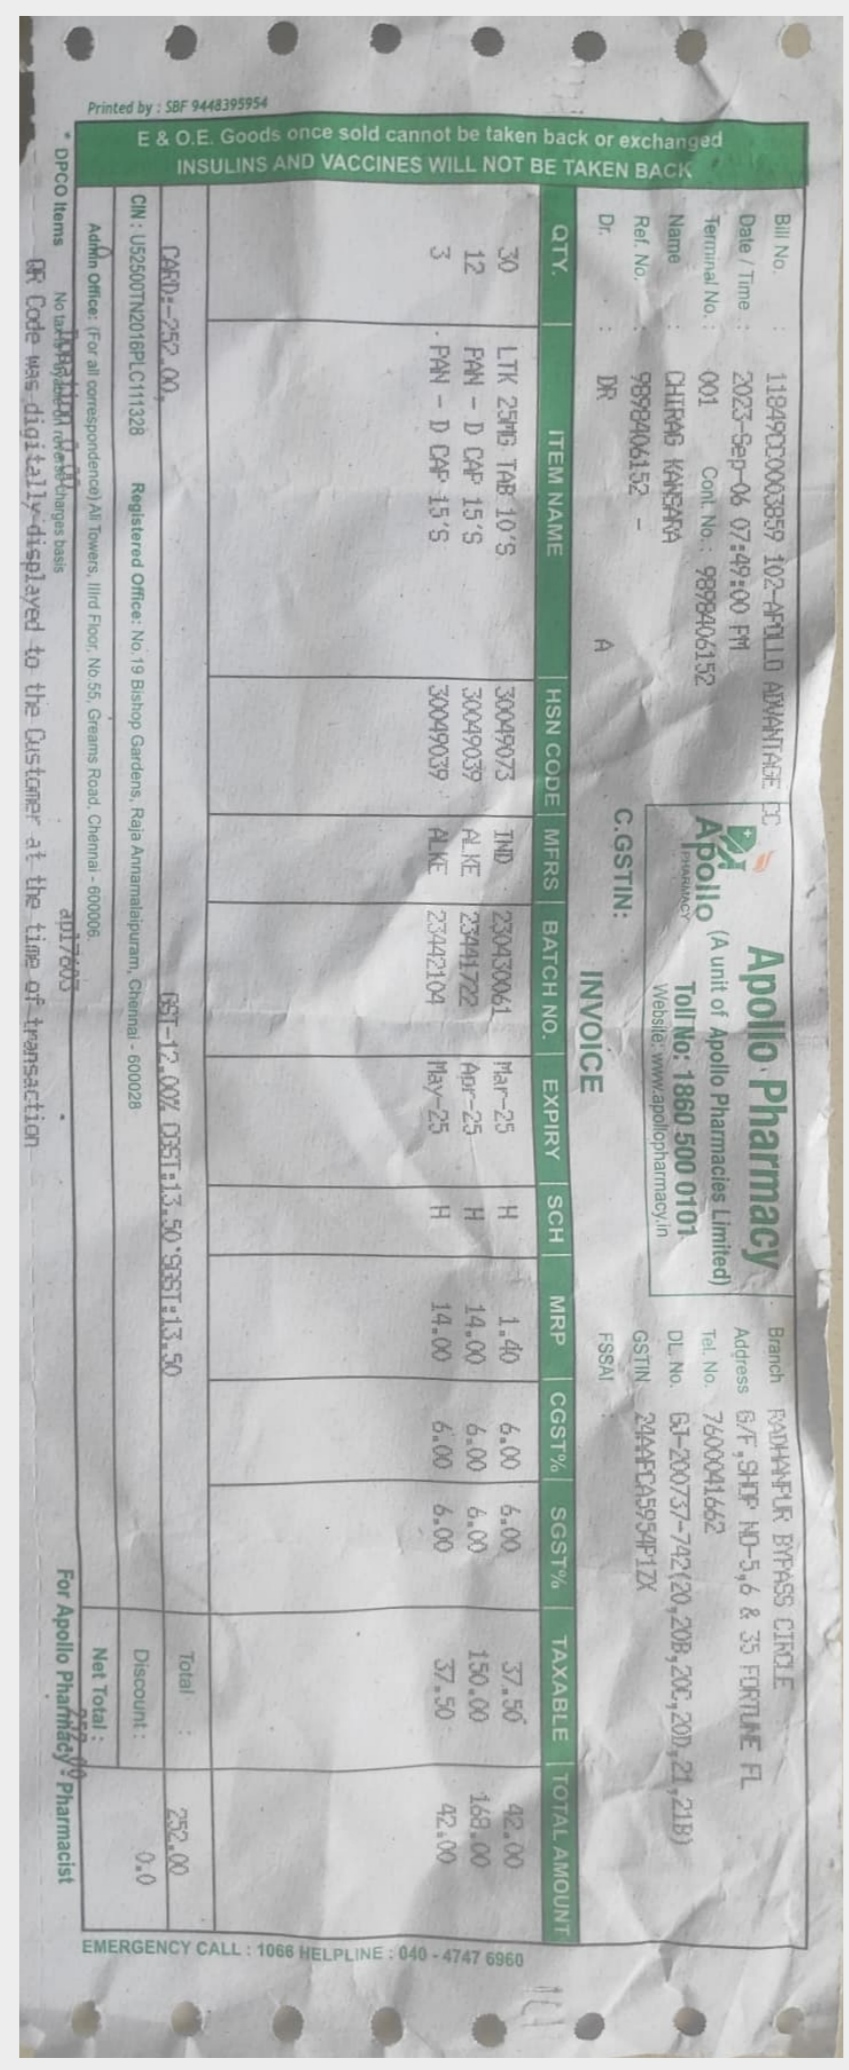 Bill No. : 11849CC0003859 102-APOLLO ADVANTAGE CC
Date / Time : 2023-Sep-06 07:49:00 PM
Terminal No. : 001 Cont. No.: 9898406152
Name : CHIRAG KANSARA
Ref. No. : 9898406152 -
Dr. : DR A
Apollo PHARMACY
Apollo Pharmacy
(A unit of Apollo Pharmacies Limited)
Toll No: 1860 500 0101
Website: www.apollopharmacy.in
C.GSTIN:
INVOICE
Branch RADHANPUR BYPASS CIRCLE
Address G/F,SHOP NO-5,6 & 35 FORTUNE FL
Tel. No. 7600041662
DL. No. GJ-200737-742(20,20B,20C,20D,21,21B)
GSTIN 24AAFCA5954P1ZX
FSSAI :
QTY. ITEM NAME HSN CODE MFRS BATCH NO. EXPIRY SCH MRP CGST% SGST% TAXABLE TOTAL AMOUNT
30 LTK 25MG TAB 10'S 30049073 IND 230430061 Mar-25 H 1.40 6.00 6.00 37.50 42.00
12 PAN - D CAP 15'S 30049039 ALKE 23441722 Apr-25 H 14.00 6.00 6.00 150.00 168.00
3 PAN - D CAP 15'S 30049039 ALKE 23442104 May-25 H 14.00 6.00 6.00 37.50 42.00
CARD:-252.00, GST-12.00% CGST:13.50 SGST:13.50 Total : 252.00
CIN : U52500TN2016PLC111328 Registered Office: No.19 Bishop Gardens, Raja Annamalaipuram, Chennai - 600028 Discount : 0.0
Admin Office: (For all correspondence) Ali Towers, IIIrd Floor, No.55, Greams Road, Chennai - 600006. Net Total : 252.00
* DPCO Items No tax is Payable on reverse charges basis ap17603 For Apollo Pharmacy - Pharmacist
QR Code was digitally displayed to the Customer at the time of transaction
E & O.E. Goods once sold cannot be taken back or exchanged
INSULINS AND VACCINES WILL NOT BE TAKEN BACK
Printed by : SBF 9448395954
EMERGENCY CALL : 1066 HELPLINE : 040 - 4747 6960